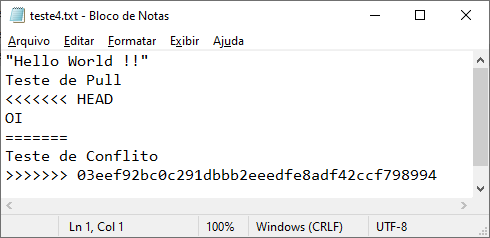 teste4.txt - Bloco de Notas
Arquivo Editar Formatar Exibir Ajuda
"Hello World !!"
Teste de Pull
<<<<<<< HEAD
OI
=======
Teste de Conflito
>>>>>>> 03eef92bc0c291dbbb2eeedfe8adf42ccf798994
Ln 1, Col 1 100% Windows (CRLF) UTF-8